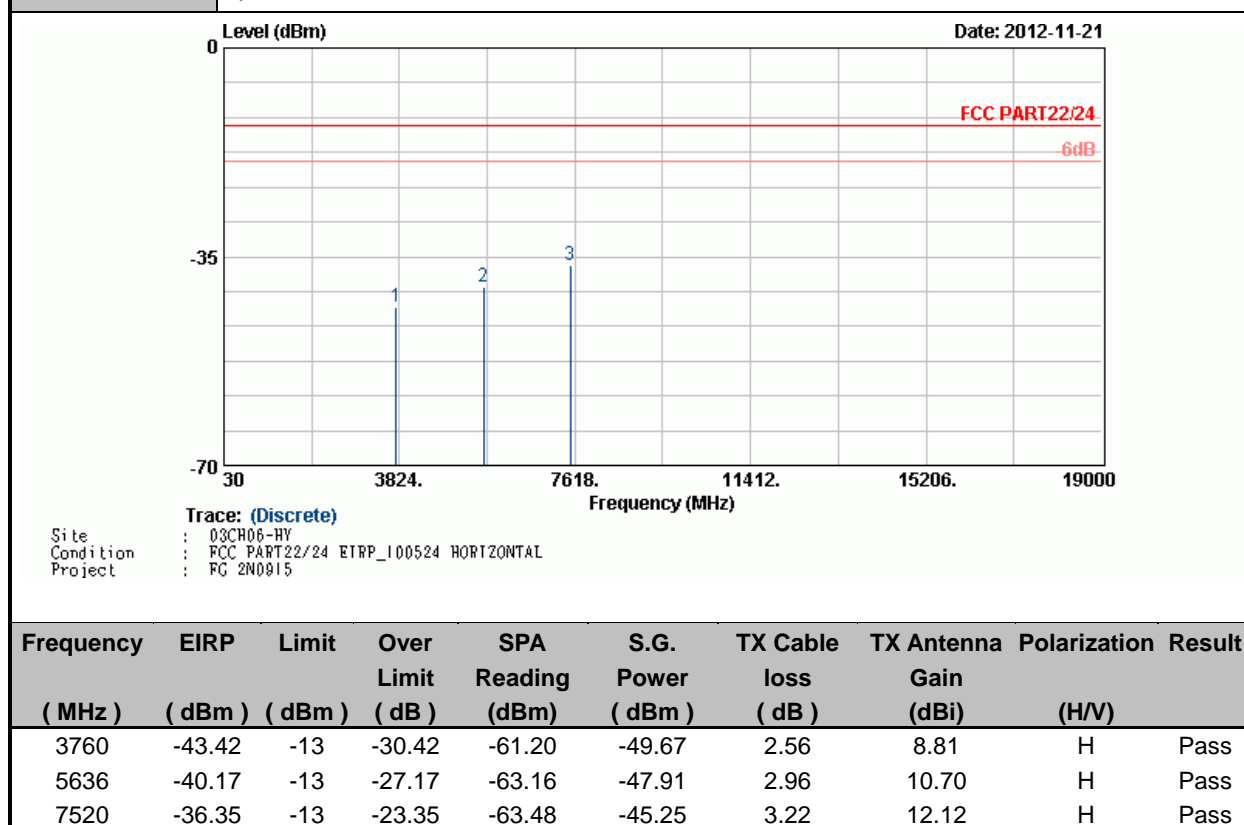 Level (dBm) Date: 2012-11-21
0
FCC PART22/24
-6dB
-35
1
2
3
-70
30 3824. 7618. 11412. 15206. 19000
Frequency (MHz)
Trace: (Discrete)
Site : 03CH06-HY
Condition : FCC PART22/24 EIRP_100524 HORIZONTAL
Project : FG 2N0915
Frequency EIRP Limit Over SPA S.G. TX Cable TX Antenna Polarization Result
Limit Reading Power loss Gain
( MHz ) ( dBm ) ( dBm ) ( dB ) (dBm) ( dBm ) ( dB ) (dBi) (H/V)
3760 -43.42 -13 -30.42 -61.20 -49.67 2.56 8.81 H Pass
5636 -40.17 -13 -27.17 -63.16 -47.91 2.96 10.70 H Pass
7520 -36.35 -13 -23.35 -63.48 -45.25 3.22 12.12 H Pass